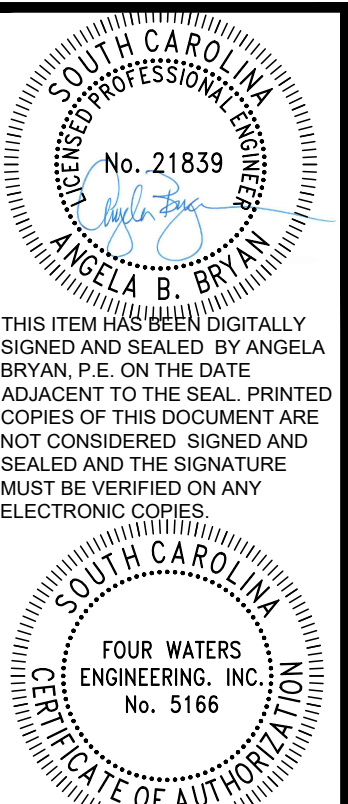 SOUTH CAROLINA
LICENSED PROFESSIONAL ENGINEER
No. 21839
Angela Bryan
ANGELA B. BRYAN
THIS ITEM HAS BEEN DIGITALLY
SIGNED AND SEALED BY ANGELA
BRYAN, P.E. ON THE DATE
ADJACENT TO THE SEAL. PRINTED
COPIES OF THIS DOCUMENT ARE
NOT CONSIDERED SIGNED AND
SEALED AND THE SIGNATURE
MUST BE VERIFIED ON ANY
ELECTRONIC COPIES.
SOUTH CAROLINA
FOUR WATERS
ENGINEERING. INC.
No. 5166
CERTIFICATE OF AUTHORIZATION